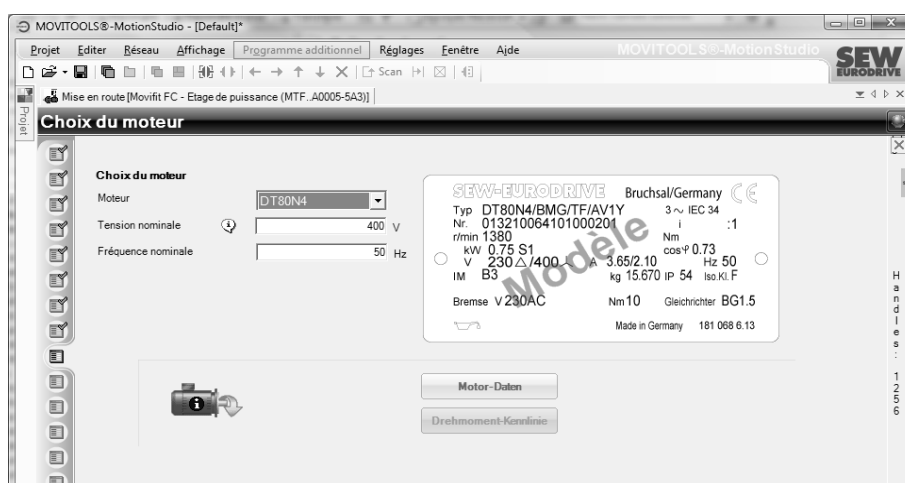 MOVITOOLS®-MotionStudio - [Default]*
Projet Editer Réseau Affichage Programme additionnel Réglages Fenêtre Ajde MOVITOOLS®-MotionStudio
SEW
EURODRIVE
Scan
Mise en route [Movifit FC - Etage de puissance (MTF..A0005-5A3)]
Projet
Choix du moteur
Choix du moteur
Moteur DT80N4
Tension nominale 400 V
Fréquence nominale 50 Hz
SEW-EURODRIVE Bruchsal/Germany CE
Typ DT80N4/BMG/TF/AV1Y 3~ IEC 34
Nr. 013210064101000201 i :1
r/min 1380 Nm
kW 0.75 S1 cosφ 0.73
V 230△/400⅄ A 3.65/2.10 Hz 50
IM B3 kg 15.670 IP 54 Iso.Kl. F
Bremse V 230AC Nm 10 Gleichrichter BG1.5
Made in Germany 181 068 6.13
Modèle
Motor-Daten
Drehmoment-Kennlinie
Handles: 1256